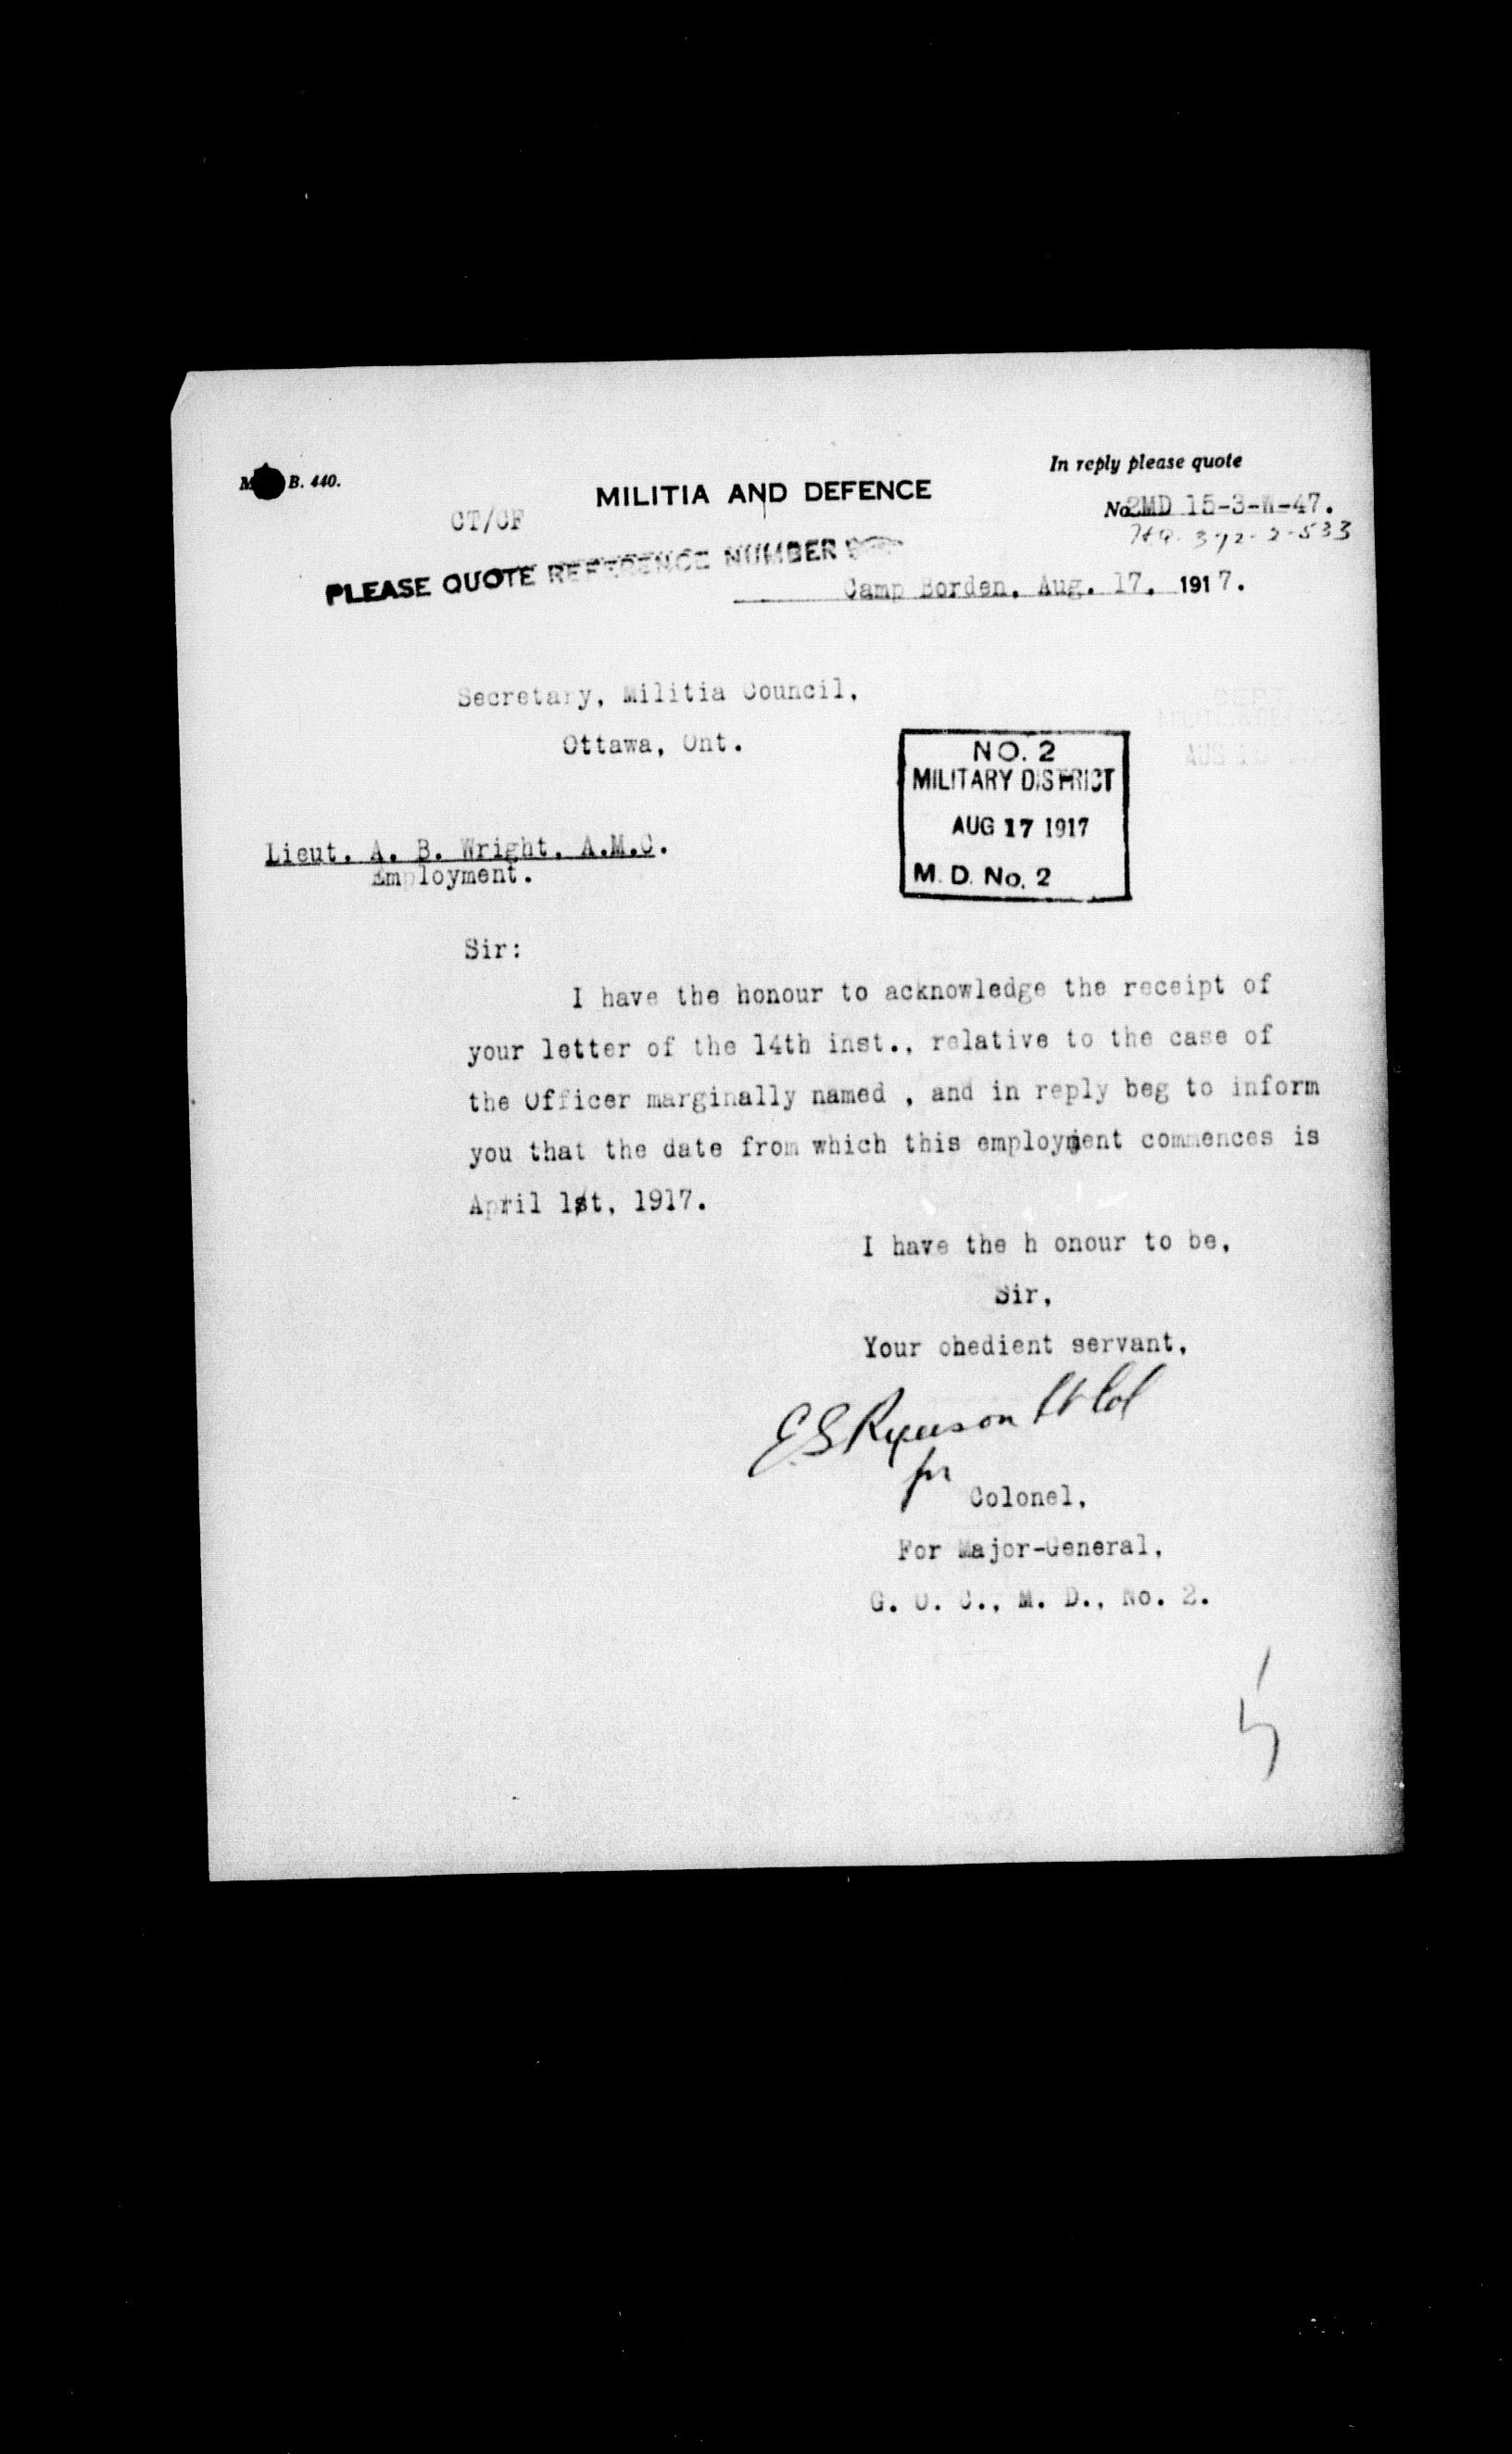 B. 440.
In reply please quote
MILITIA AND DEFENCE
CT/CF
No. 2MD 15-3-W-47.
HQ. 392-2-533
PLEASE QUOTE REFERENCE NUMBER
Camp Borden, Aug. 17, 1917.
Secretary, Militia Council,
Ottawa, Ont.
NO. 2
MILITARY DISTRICT
AUG 17 1917
M. D. No. 2
Lieut. A. B. Wright, A.M.C.
Employment.
Sir:
I have the honour to acknowledge the receipt of
your letter of the 14th inst., relative to the case of
the Officer marginally named , and in reply beg to inform
you that the date from which this employment commences is
April 1st, 1917.
I have the h onour to be,
Sir,
Your obedient servant,
E S Ryerson Lt Col
for
Colonel,
For Major-General,
G. O. C., M. D., No. 2.